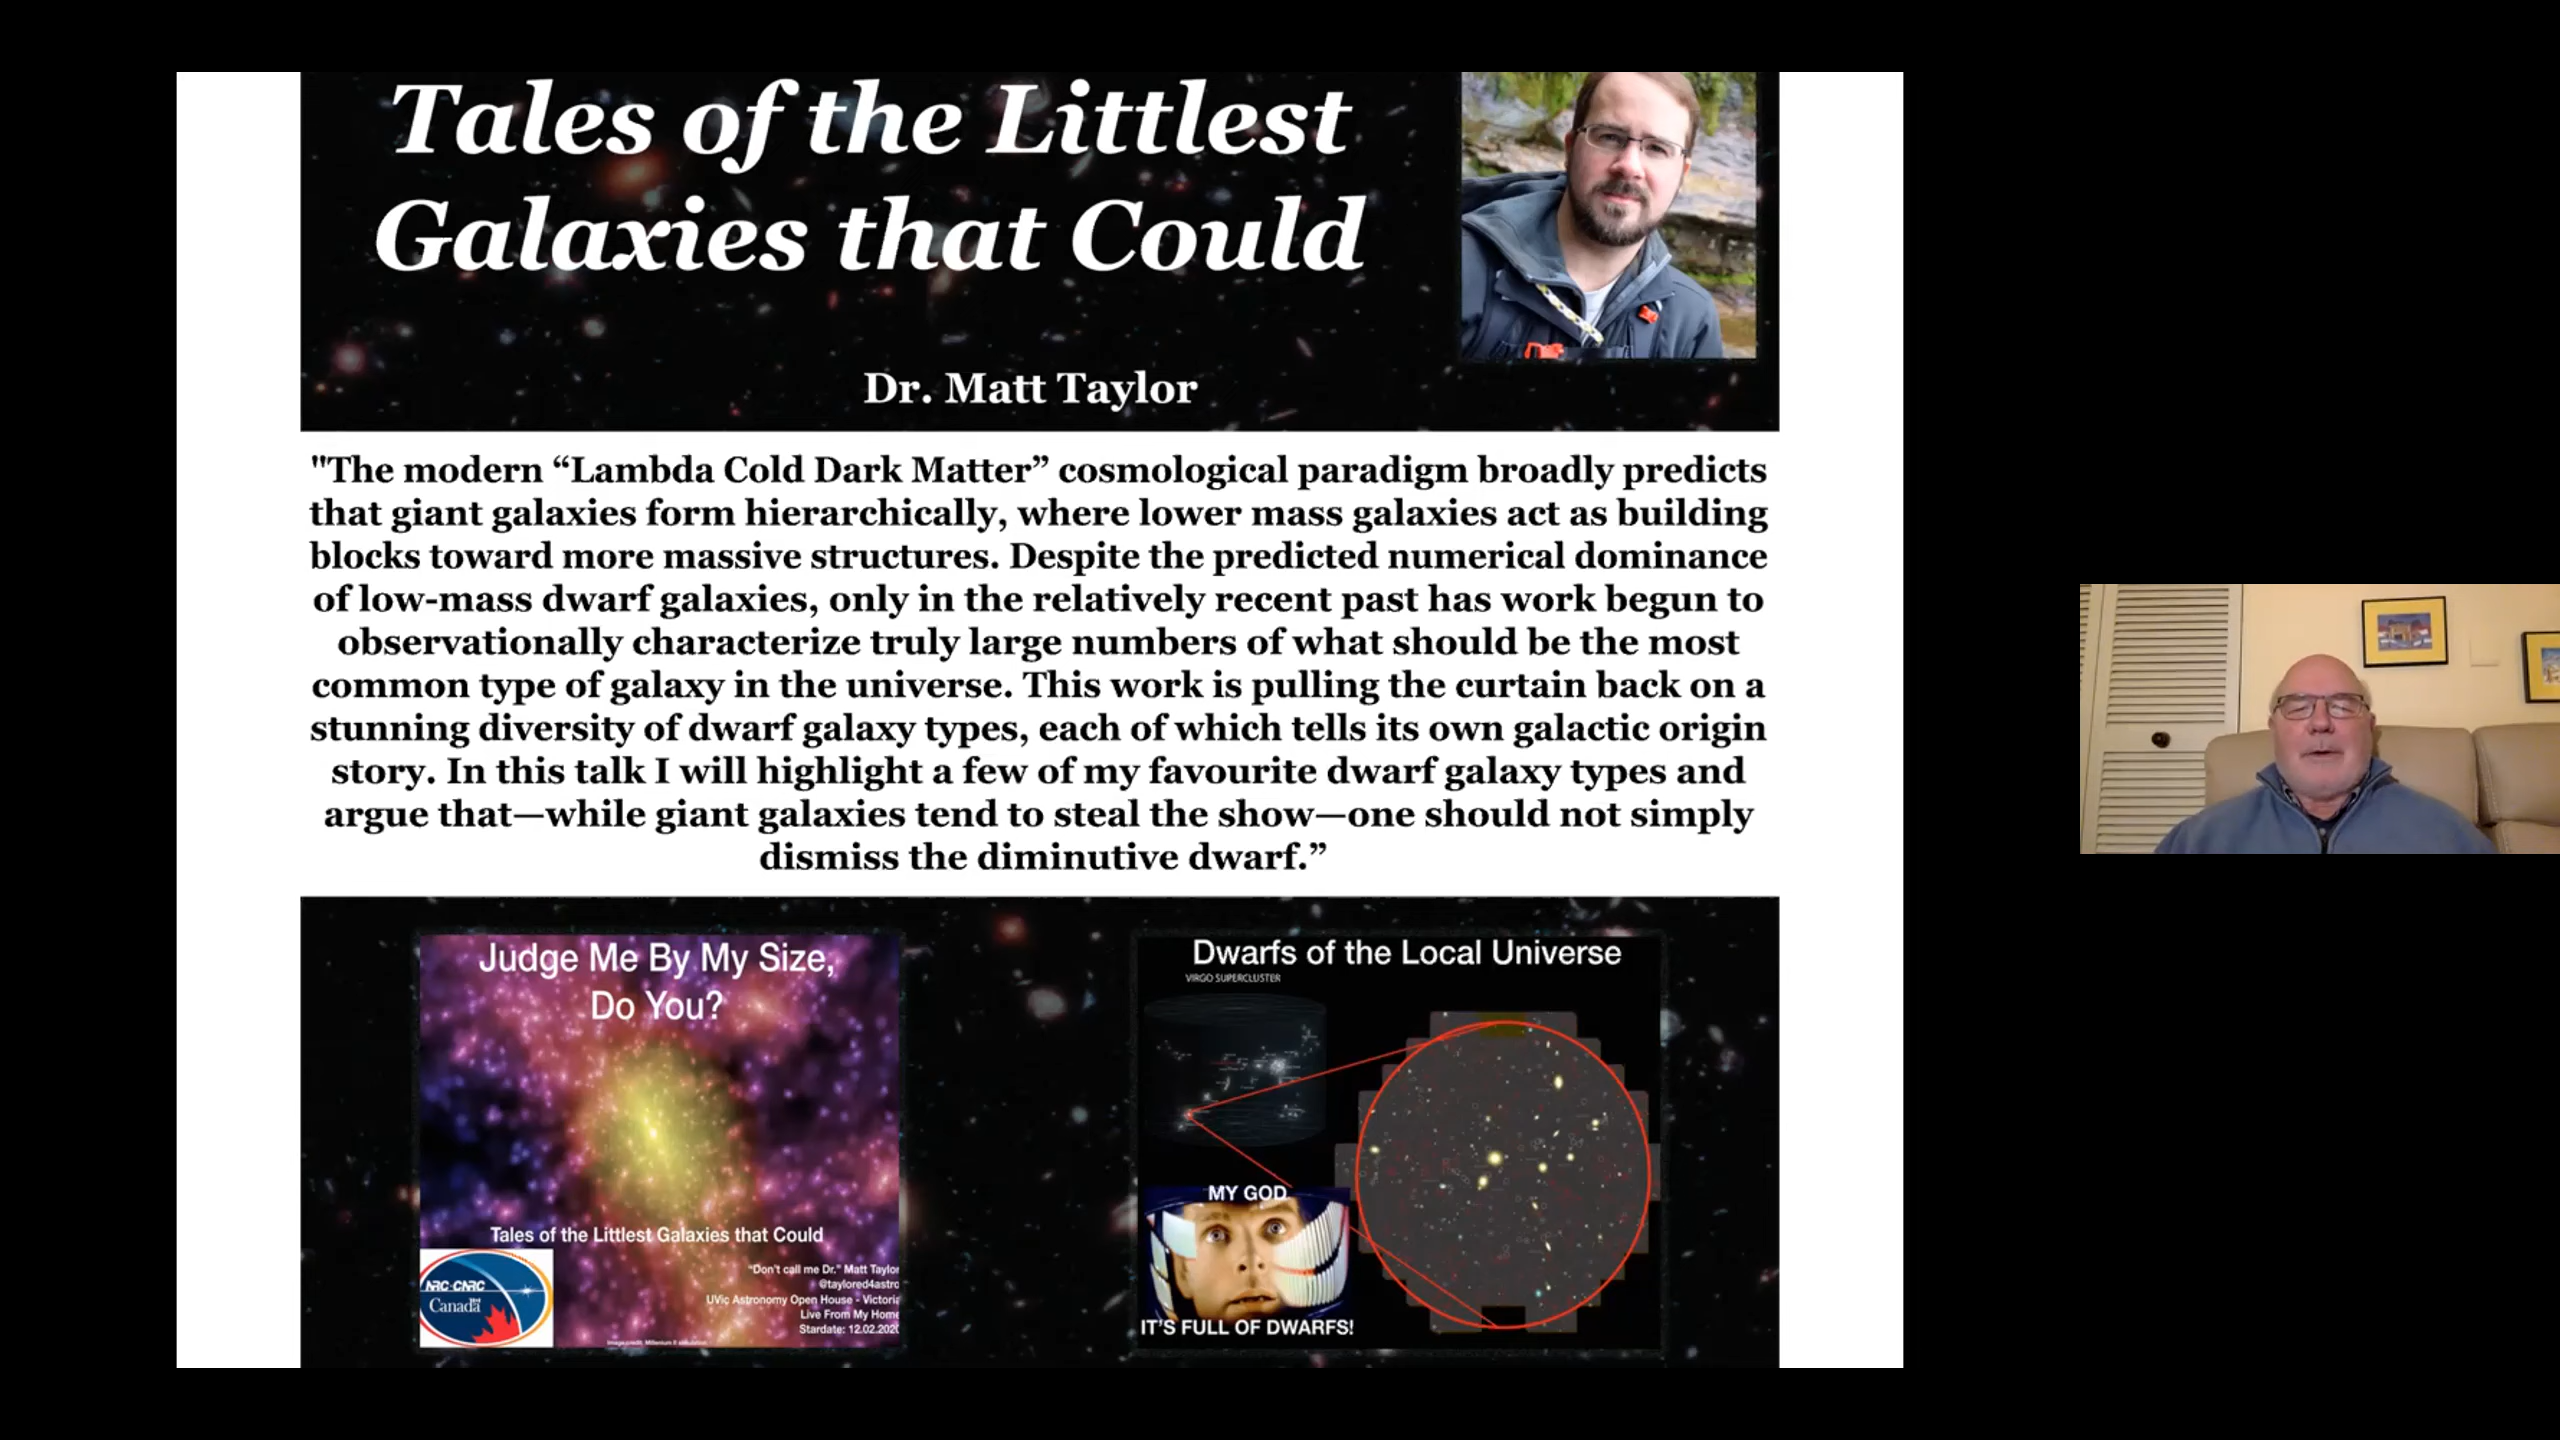 Tales of the Littlest
Galaxies that Could
Dr. Matt Taylor
"The modern “Lambda Cold Dark Matter” cosmological paradigm broadly predicts
that giant galaxies form hierarchically, where lower mass galaxies act as building
blocks toward more massive structures. Despite the predicted numerical dominance
of low-mass dwarf galaxies, only in the relatively recent past has work begun to
observationally characterize truly large numbers of what should be the most
common type of galaxy in the universe. This work is pulling the curtain back on a
stunning diversity of dwarf galaxy types, each of which tells its own galactic origin
story. In this talk I will highlight a few of my favourite dwarf galaxy types and
argue that—while giant galaxies tend to steal the show—one should not simply
dismiss the diminutive dwarf.”
Judge Me By My Size,
Do You?
Tales of the Littlest Galaxies that Could
NRC·CNRC
Canada
“Don’t call me Dr.” Matt Taylor
@taylored4astro
UVic Astronomy Open House - Victoria
Live From My Home
Stardate: 12.02.2020
Dwarfs of the Local Universe
VIRGO SUPERCLUSTER
MY GOD
IT’S FULL OF DWARFS!